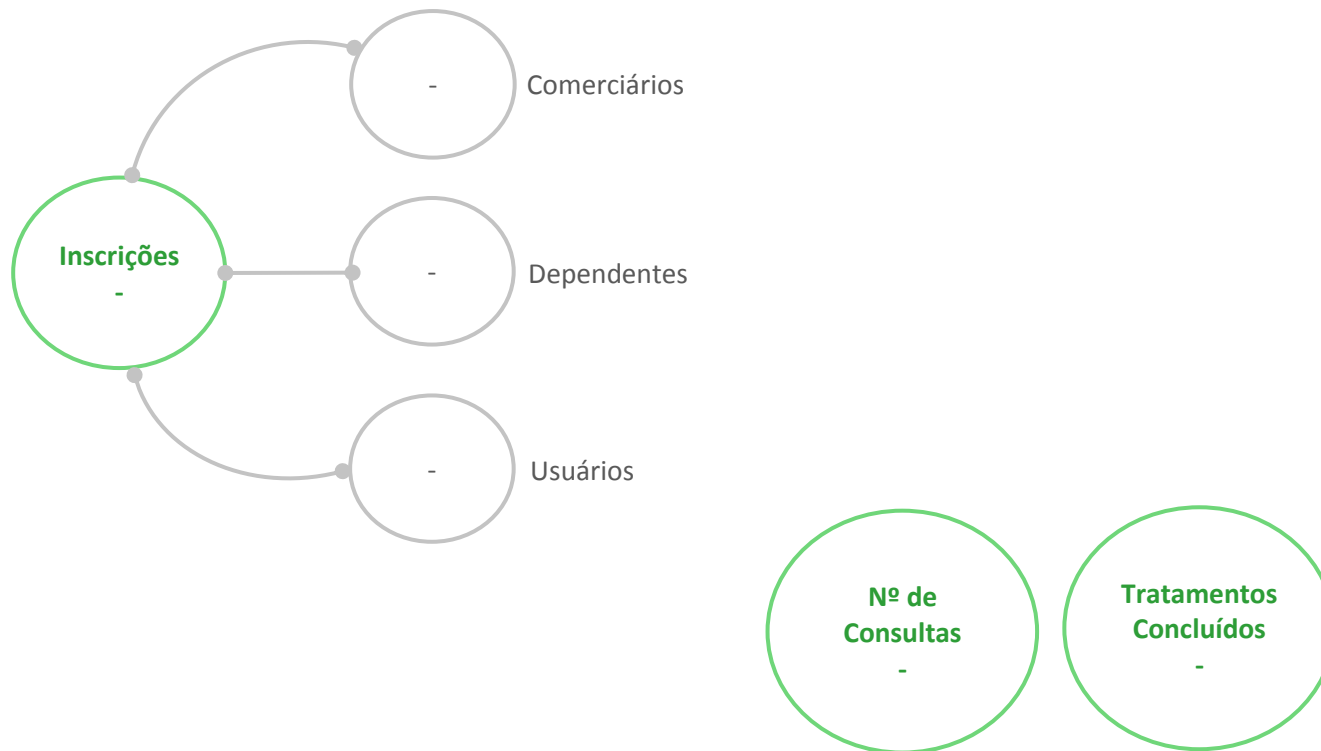 -
Comerciários
Inscrições
-
-
Dependentes
-
Usuários
Nº de
Consultas
-
Tratamentos
Concluídos
-